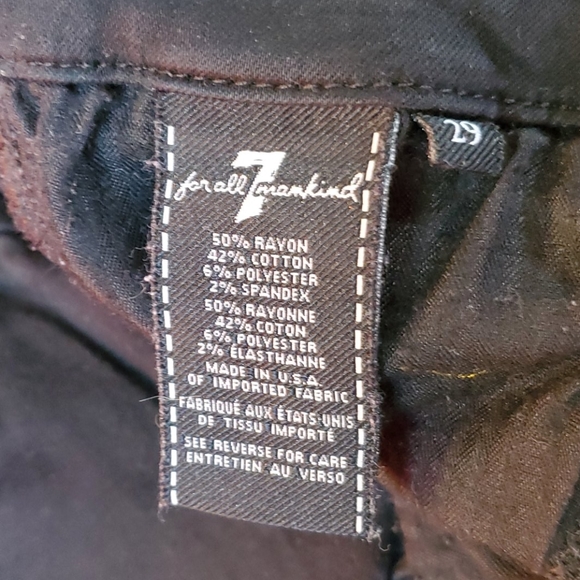 for all 7 mankind
29
50% RAYON
42% COTTON
6% POLYESTER
2% SPANDEX
50% RAYONNE
42% COTON
6% POLYESTER
2% ÉLASTHANNE
MADE IN U.S.A
OF IMPORTED FABRIC
FABRIQUÉ AUX ÉTATS-UNIS
DE TISSU IMPORTÉ
SEE REVERSE FOR CARE
ENTRETIEN AU VERSO